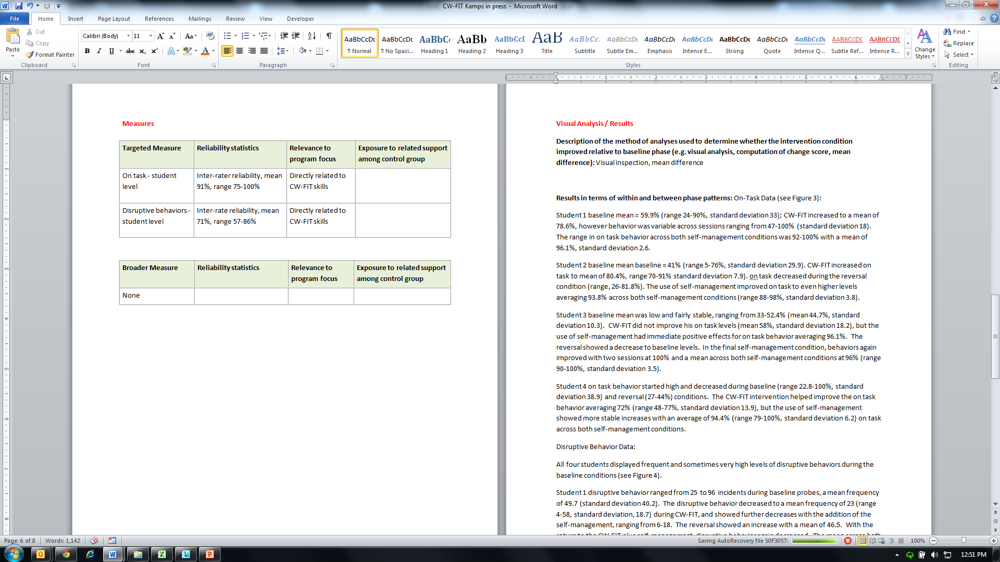 CW-FIT Kamps in press - Microsoft Word
File Home Insert Page Layout References Mailings Review View Developer
Paste
Cut
Copy
Format Painter
Clipboard
Calibri (Body) 11
Font
Paragraph
AaBbCcDc AaBbCcDc AaBbCc AaBb AaBbCcI AaB AaBbCc. AaBbCcDc AaBbCcDc AaBbCcDc AaBbCcDc AaBbCcDc AaBbCcDc AABBCCDE AABBCCDE
¶ Normal ¶ No Spaci... Heading 1 Heading 2 Heading 3 Title Subtitle Subtle Em... Emphasis Intense E... Strong Quote Intense Q... Subtle Ref... Intense R...
Styles
Change Styles
Find
Replace
Select
Editing
Measures
Targeted Measure Reliability statistics Relevance to Exposure to related support
program focus among control group
On task - student Inter-rater reliability, mean Directly related to
level 91%, range 75-100% CW-FIT skills
Disruptive behaviors - Inter-rate reliability, mean Directly related to
student level 71%, range 57-86% CW-FIT skills
Broader Measure Reliability statistics Relevance to Exposure to related support
program focus among control group
None
Visual Analysis / Results
Description of the method of analyses used to determine whether the intervention condition
improved relative to baseline phase (e.g. visual analysis, computation of change score, mean
difference): Visual inspection, mean difference
Results in terms of within and between phase patterns: On-Task Data (see Figure 3):
Student 1 baseline mean = 59.9% (range 24-90%, standard deviation 33); CW-FIT increased to a mean of
78.6%, however behavior was variable across sessions ranging from 47-100% (standard deviation 18).
The range in on task behavior across both self-management conditions was 92-100% with a mean of
96.1%, standard deviation 2.6.
Student 2 baseline mean baseline = 41% (range 5-76%, standard deviation 29.9). CW-FIT increased on
task to mean of 80.4%, range 70-91% standard deviation 7.9). on task decreased during the reversal
condition (range, 26-81.8%). The use of self-management improved on task to even higher levels
averaging 93.8% across both self-management conditions (range 88-98%, standard deviation 3.8).
Student 3 baseline mean was low and fairly stable, ranging from 33-52.4% (mean 44.7%, standard
deviation 10.3). CW-FIT did not improve his on task levels (mean 58%, standard deviation 18.2), but the
use of self-management had immediate positive effects for on task behavior averaging 96.1%. The
reversal showed a decrease to baseline levels. In the final self-management condition, behaviors again
improved with two sessions at 100% and a mean across both self-management conditions at 96% (range
90-100%, standard deviation 3.5).
Student 4 on task behavior started high and decreased during baseline (range 22.8-100%, standard
deviation 38.9) and reversal (27-44%) conditions. The CW-FIT intervention helped improve the on task
behavior averaging 72% (range 48-77%, standard deviation 13.9), but the use of self-management
showed more stable increases with an average of 94.4% (range 79-100%, standard deviation 6.2) on task
across both self-management conditions.
Disruptive Behavior Data:
All four students displayed frequent and sometimes very high levels of disruptive behaviors during the
baseline conditions (see Figure 4).
Student 1 disruptive behavior ranged from 25 to 96 incidents during baseline probes, a mean frequency
of 49.7 (standard deviation 40.2). The disruptive behavior decreased to a mean frequency of 23 (range
4-58, standard deviation, 18.7) during CW-FIT, and showed further decreases with the addition of the
self-management, ranging from 6-18. The reversal showed an increase with a mean of 46.5. With the
return to the CW-FIT plus self-management, disruptive behavior again decreased. The mean across both
Page: 6 of 8 Words: 1,142 Saving AutoRecovery file 50F3057: 100%
12:51 PM